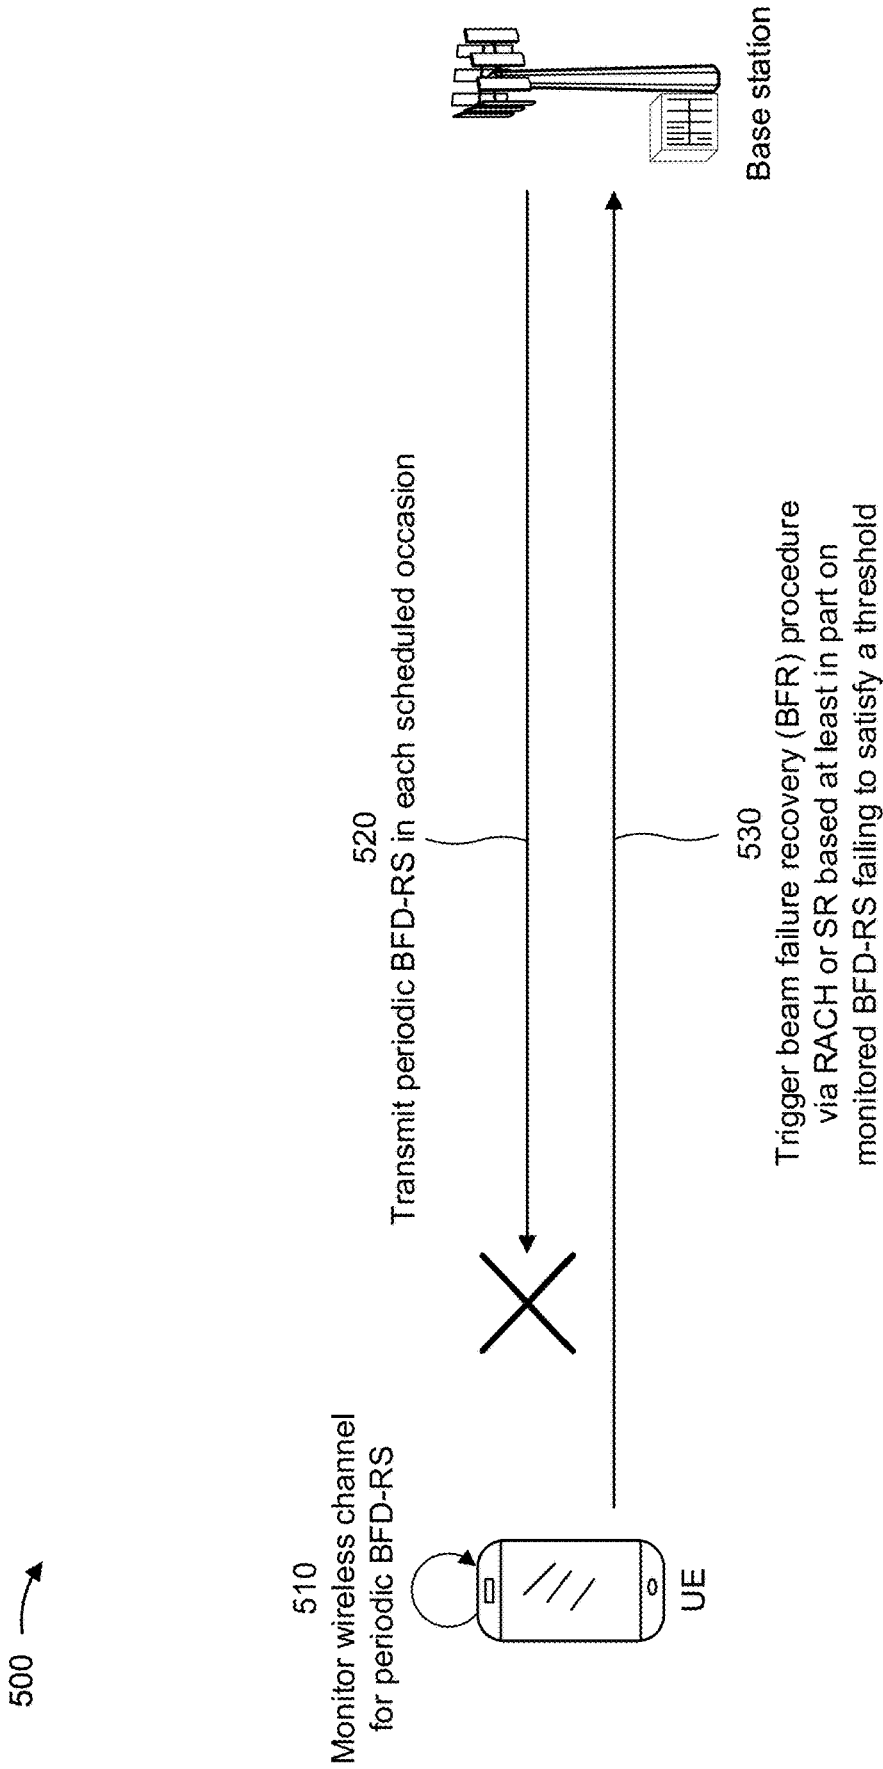 500
510
Monitor wireless channel
for periodic BFD-RS
UE
520
Transmit periodic BFD-RS in each scheduled occasion
530
Trigger beam failure recovery (BFR) procedure
via RACH or SR based at least in part on
monitored BFD-RS failing to satisfy a threshold
Base station